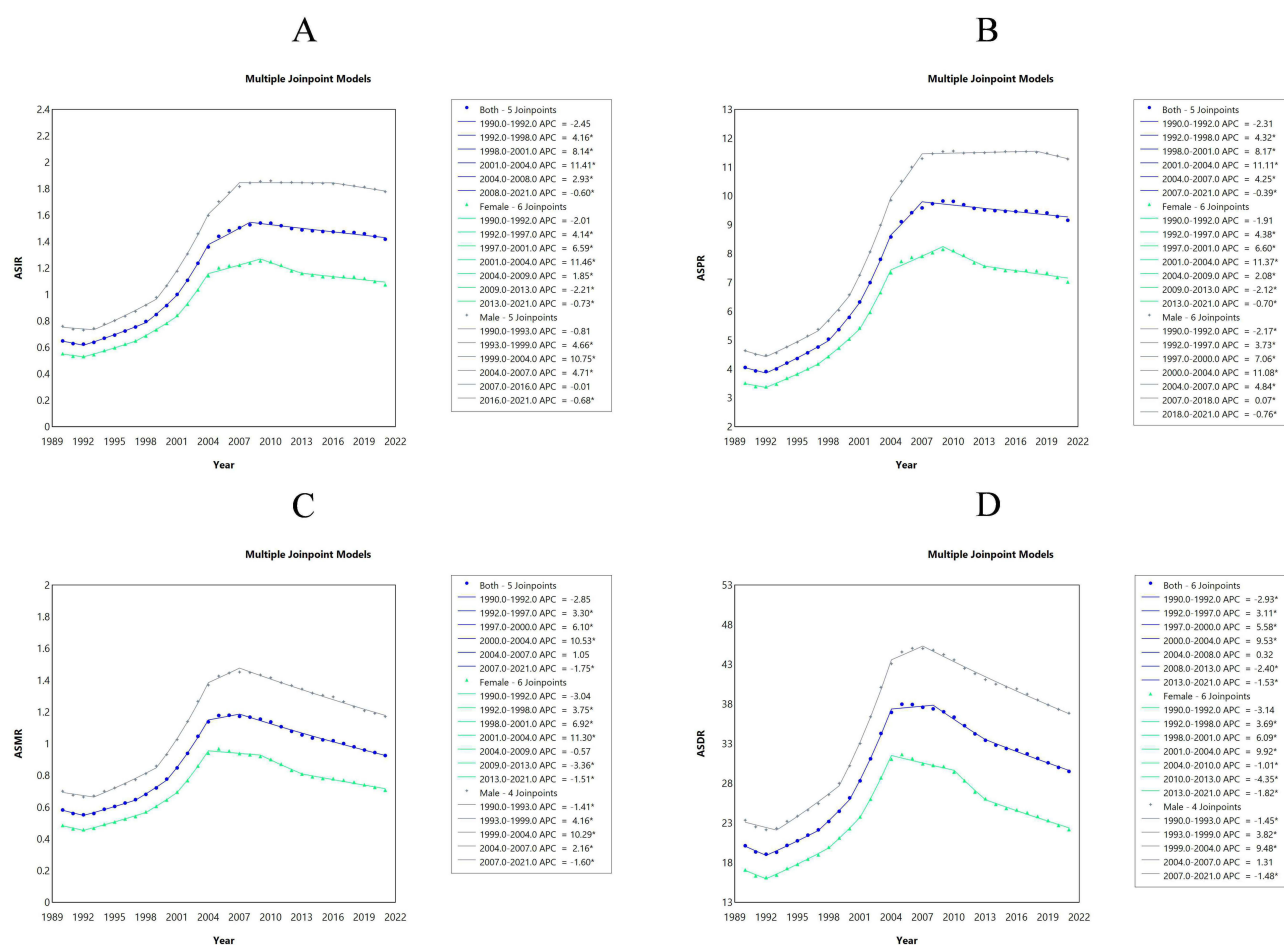 A
Multiple Joinpoint Models
2.4
2.2
2
1.8
1.6
1.4
1.2
1
0.8
0.6
0.4
0.2
0
ASIR
1989 1992 1995 1998 2001 2004 2007 2010 2013 2016 2019 2022
Year
Both - 5 Joinpoints
1990.0-1992.0 APC = -2.45
1992.0-1998.0 APC = 4.16*
1998.0-2001.0 APC = 8.14*
2001.0-2004.0 APC = 11.41*
2004.0-2008.0 APC = 2.93*
2008.0-2021.0 APC = -0.60*
Female - 6 Joinpoints
1990.0-1992.0 APC = -2.01
1992.0-1997.0 APC = 4.14*
1997.0-2001.0 APC = 6.59*
2001.0-2004.0 APC = 11.46*
2004.0-2009.0 APC = 1.85*
2009.0-2013.0 APC = -2.21*
2013.0-2021.0 APC = -0.73*
Male - 5 Joinpoints
1990.0-1993.0 APC = -0.81
1993.0-1999.0 APC = 4.66*
1999.0-2004.0 APC = 10.75*
2004.0-2007.0 APC = 4.71*
2007.0-2016.0 APC = -0.01
2016.0-2021.0 APC = -0.68*
B
Multiple Joinpoint Models
13
12
11
10
9
8
7
6
5
4
3
2
ASPR
1989 1992 1995 1998 2001 2004 2007 2010 2013 2016 2019 2022
Year
Both - 5 Joinpoints
1990.0-1992.0 APC = -2.31
1992.0-1998.0 APC = 4.32*
1998.0-2001.0 APC = 8.17*
2001.0-2004.0 APC = 11.11*
2004.0-2007.0 APC = 4.25*
2007.0-2021.0 APC = -0.39*
Female - 6 Joinpoints
1990.0-1992.0 APC = -1.91
1992.0-1997.0 APC = 4.38*
1997.0-2001.0 APC = 6.60*
2001.0-2004.0 APC = 11.37*
2004.0-2009.0 APC = 2.08*
2009.0-2013.0 APC = -2.12*
2013.0-2021.0 APC = -0.70*
Male - 6 Joinpoints
1990.0-1992.0 APC = -2.17*
1992.0-1997.0 APC = 3.73*
1997.0-2000.0 APC = 7.06*
2000.0-2004.0 APC = 11.08*
2004.0-2007.0 APC = 4.84*
2007.0-2018.0 APC = 0.07*
2018.0-2021.0 APC = -0.76*
C
Multiple Joinpoint Models
2
1.8
1.6
1.4
1.2
1
0.8
0.6
0.4
0.2
0
ASMR
1989 1992 1995 1998 2001 2004 2007 2010 2013 2016 2019 2022
Year
Both - 5 Joinpoints
1990.0-1992.0 APC = -2.85
1992.0-1997.0 APC = 3.30*
1997.0-2000.0 APC = 6.10*
2000.0-2004.0 APC = 10.53*
2004.0-2007.0 APC = 1.05
2007.0-2021.0 APC = -1.75*
Female - 6 Joinpoints
1990.0-1992.0 APC = -3.04
1992.0-1998.0 APC = 3.75*
1998.0-2001.0 APC = 6.92*
2001.0-2004.0 APC = 11.30*
2004.0-2009.0 APC = -0.57
2009.0-2013.0 APC = -3.36*
2013.0-2021.0 APC = -1.51*
Male - 4 Joinpoints
1990.0-1993.0 APC = -1.41*
1993.0-1999.0 APC = 4.16*
1999.0-2004.0 APC = 10.29*
2004.0-2007.0 APC = 2.16*
2007.0-2021.0 APC = -1.60*
D
Multiple Joinpoint Models
53
48
43
38
33
28
23
18
13
ASDR
1989 1992 1995 1998 2001 2004 2007 2010 2013 2016 2019 2022
Year
Both - 6 Joinpoints
1990.0-1992.0 APC = -2.93*
1992.0-1997.0 APC = 3.11*
1997.0-2000.0 APC = 5.58*
2000.0-2004.0 APC = 9.53*
2004.0-2008.0 APC = 0.32
2008.0-2013.0 APC = -2.40*
2013.0-2021.0 APC = -1.53*
Female - 6 Joinpoints
1990.0-1992.0 APC = -3.14
1992.0-1998.0 APC = 3.69*
1998.0-2001.0 APC = 6.09*
2001.0-2004.0 APC = 9.92*
2004.0-2010.0 APC = -1.01*
2010.0-2013.0 APC = -4.35*
2013.0-2021.0 APC = -1.82*
Male - 4 Joinpoints
1990.0-1993.0 APC = -1.45*
1993.0-1999.0 APC = 3.82*
1999.0-2004.0 APC = 9.48*
2004.0-2007.0 APC = 1.31
2007.0-2021.0 APC = -1.48*